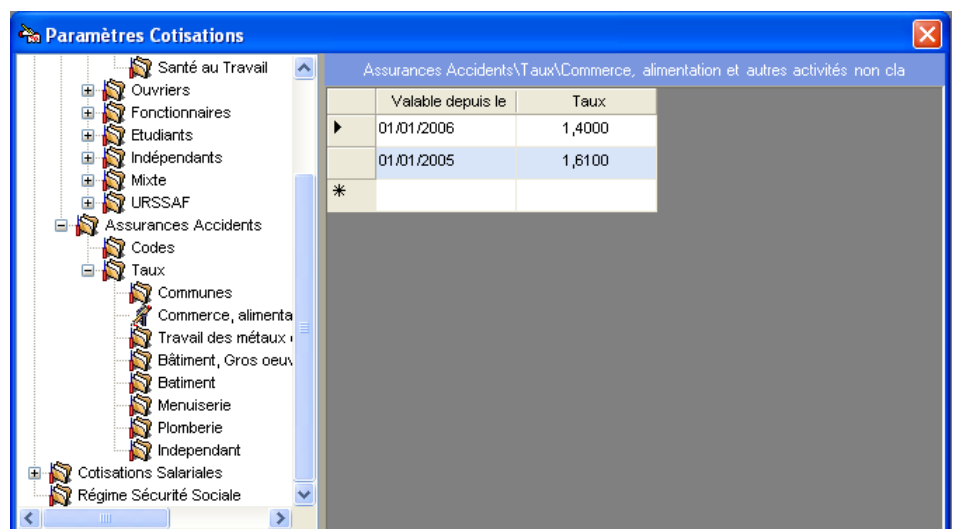 Paramètres Cotisations
Santé au Travail
Ouvriers
Fonctionnaires
Etudiants
Indépendants
Mixte
URSSAF
Assurances Accidents
Codes
Taux
Communes
Commerce, alimenta
Travail des métaux
Bâtiment, Gros oeuv
Batiment
Menuiserie
Plomberie
Independant
Cotisations Salariales
Régime Sécurité Sociale
Assurances Accidents\Taux\Commerce, alimentation et autres activités non cla
Valable depuis le Taux
01/01/2006 1,4000
01/01/2005 1,6100